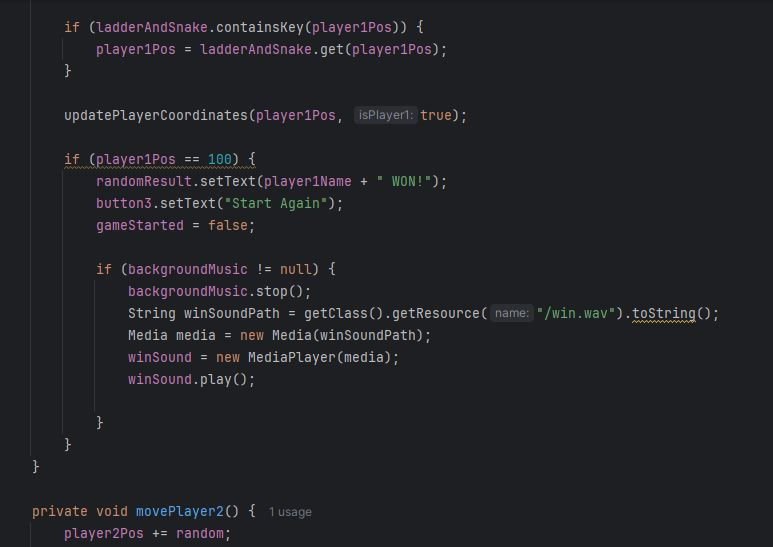 if (ladderAndSnake.containsKey(player1Pos)) {
player1Pos = ladderAndSnake.get(player1Pos);
}
updatePlayerCoordinates(player1Pos, isPlayer1: true);
if (player1Pos == 100) {
randomResult.setText(player1Name + " WON!");
button3.setText("Start Again");
gameStarted = false;
if (backgroundMusic != null) {
backgroundMusic.stop();
String winSoundPath = getClass().getResource( name: "/win.wav").toString();
Media media = new Media(winSoundPath);
winSound = new MediaPlayer(media);
winSound.play();
}
}
}
private void movePlayer2() { 1 usage
player2Pos += random;